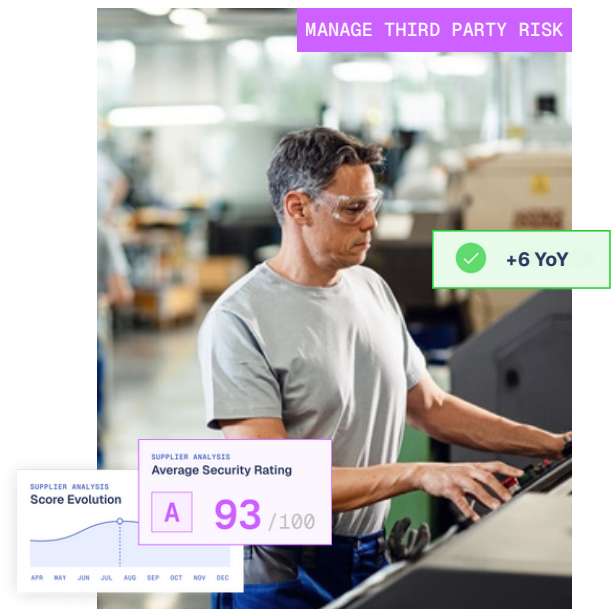 MANAGE THIRD PARTY RISK
+6 YoY
SUPPLIER ANALYSIS
Average Security Rating
A 93 /100
SUPPLIER ANALYSIS
Score Evolution
APR MAY JUN JUL AUG SEP OCT NOV DEC